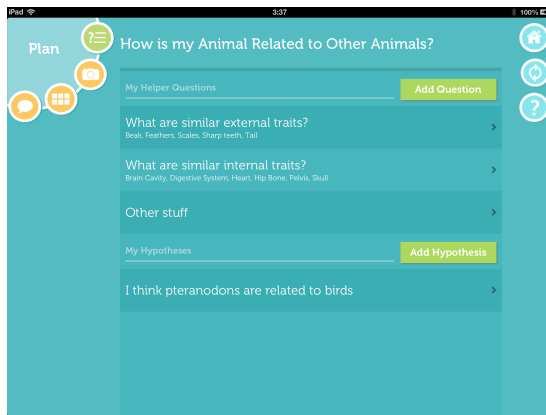 iPad 3:37 100%
Plan
How is my Animal Related to Other Animals?
My Helper Questions
Add Question
What are similar external traits?
Beak, Feathers, Scales, Sharp teeth, Tail
What are similar internal traits?
Brain Cavity, Digestive System, Heart, Hip Bone, Pelvis, Skull
Other stuff
My Hypotheses
Add Hypothesis
I think pteranodons are related to birds